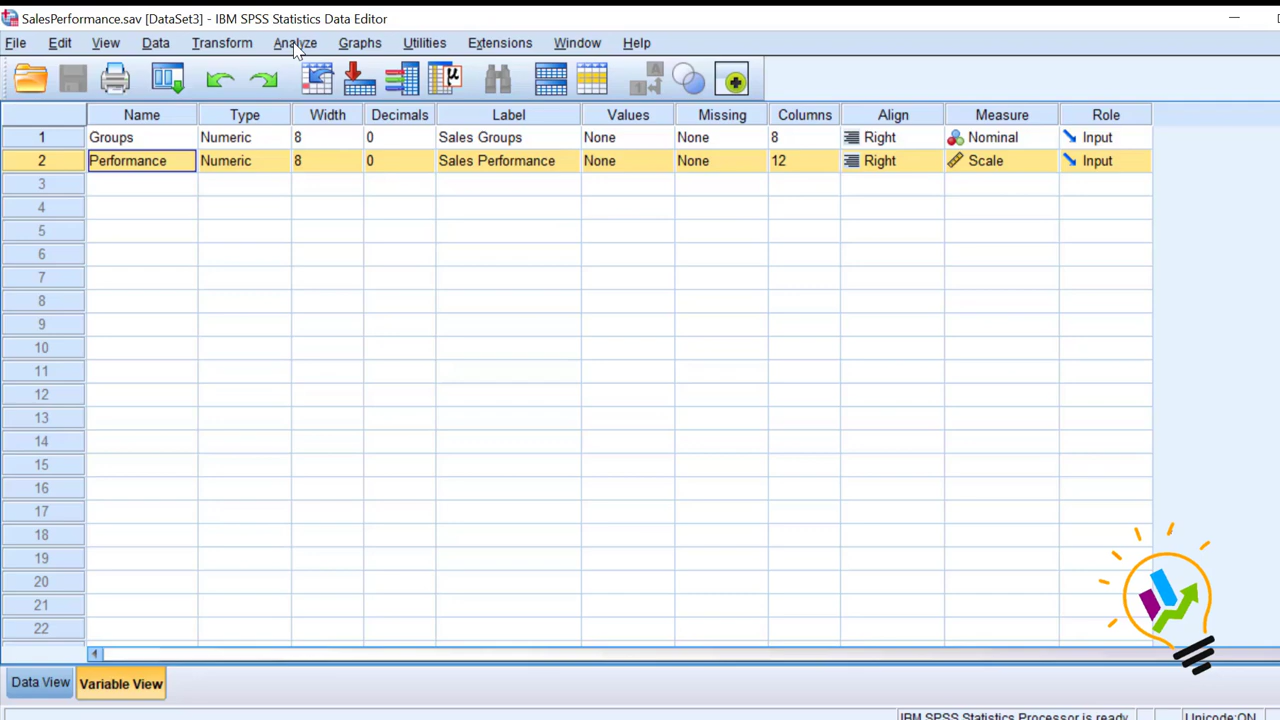 SalesPerformance.sav [DataSet3] - IBM SPSS Statistics Data Editor
File Edit View Data Transform Analyze Graphs Utilities Extensions Window Help
Name Type Width Decimals Label Values Missing Columns Align Measure Role
1 Groups Numeric 8 0 Sales Groups None None 8 Right Nominal Input
2 Performance Numeric 8 0 Sales Performance None None 12 Right Scale Input
3
4
5
6
7
8
9
10
11
12
13
14
15
16
17
18
19
20
21
22
Data View Variable View
IBM SPSS Statistics Processor is ready Unicode:ON